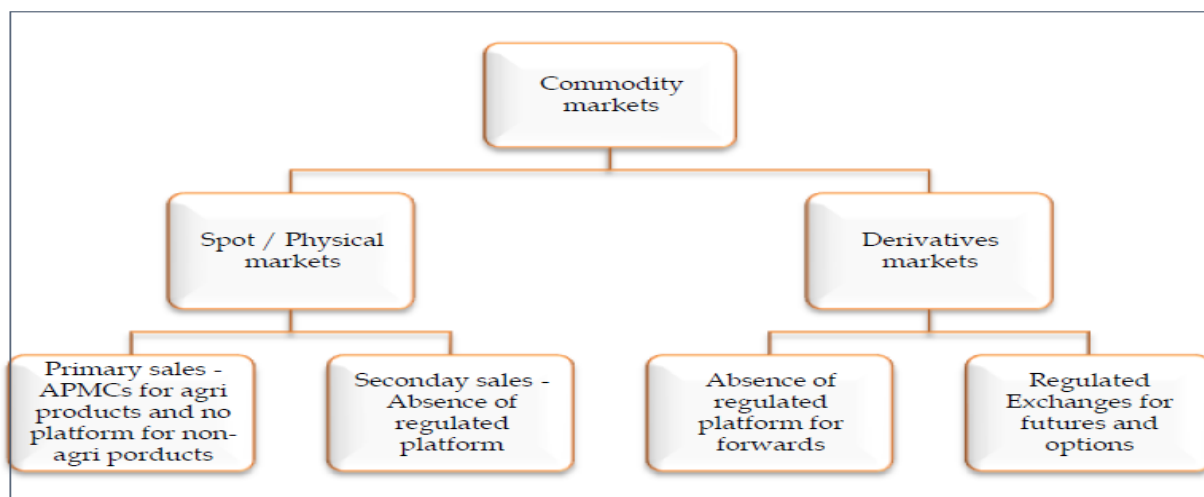 Commodity
markets
Spot / Physical
markets
Derivatives
markets
Primary sales -
APMCs for agri
products and no
platform for non-
agri porducts
Seconday sales -
Absence of
regulated
platform
Absence of
regulated
platform for
forwards
Regulated
Exchanges for
futures and
options